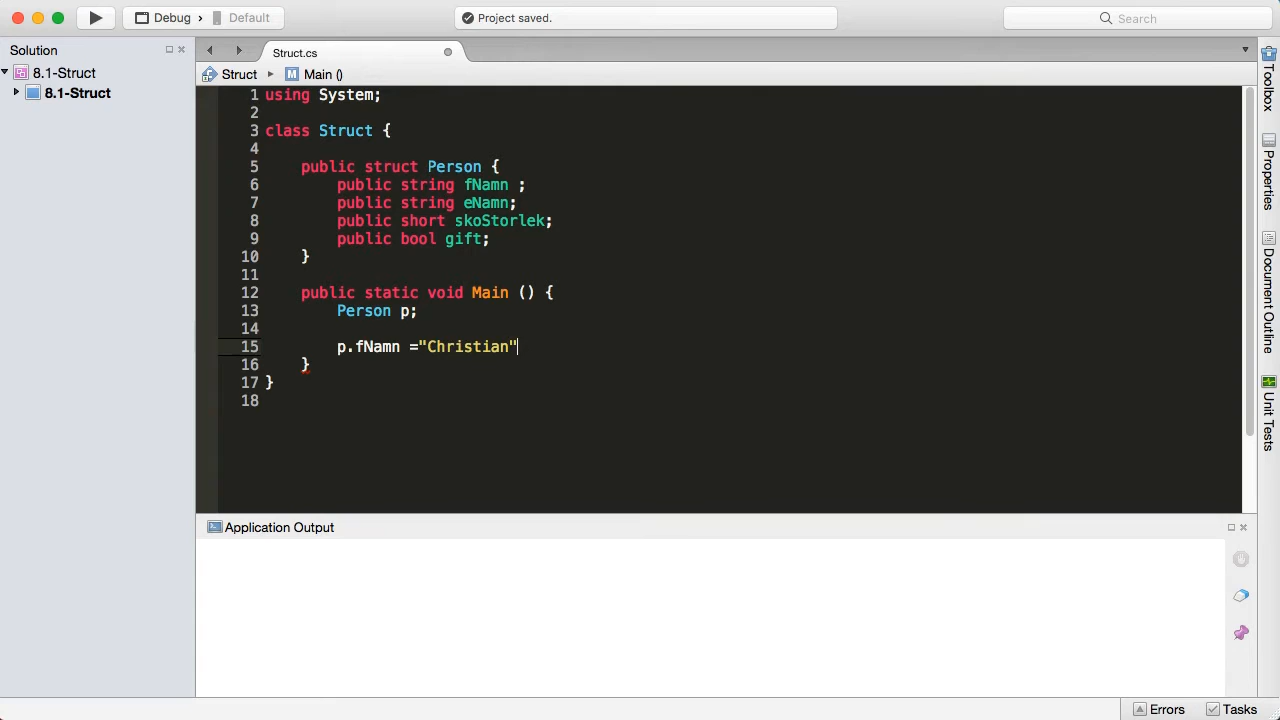 Debug > Default
Project saved.
Search
Solution
Struct.cs
8.1-Struct
Struct
Main ()
8.1-Struct
1 using System;
2
3 class Struct {
4
5 public struct Person {
6 public string fNamn ;
7 public string eNamn;
8 public short skoStorlek;
9 public bool gift;
10 }
11
12 public static void Main () {
13 Person p;
14
15 p.fNamn ="Christian"
16 }
17 }
18
Toolbox
Properties
Document Outline
Unit Tests
Application Output
Errors
Tasks